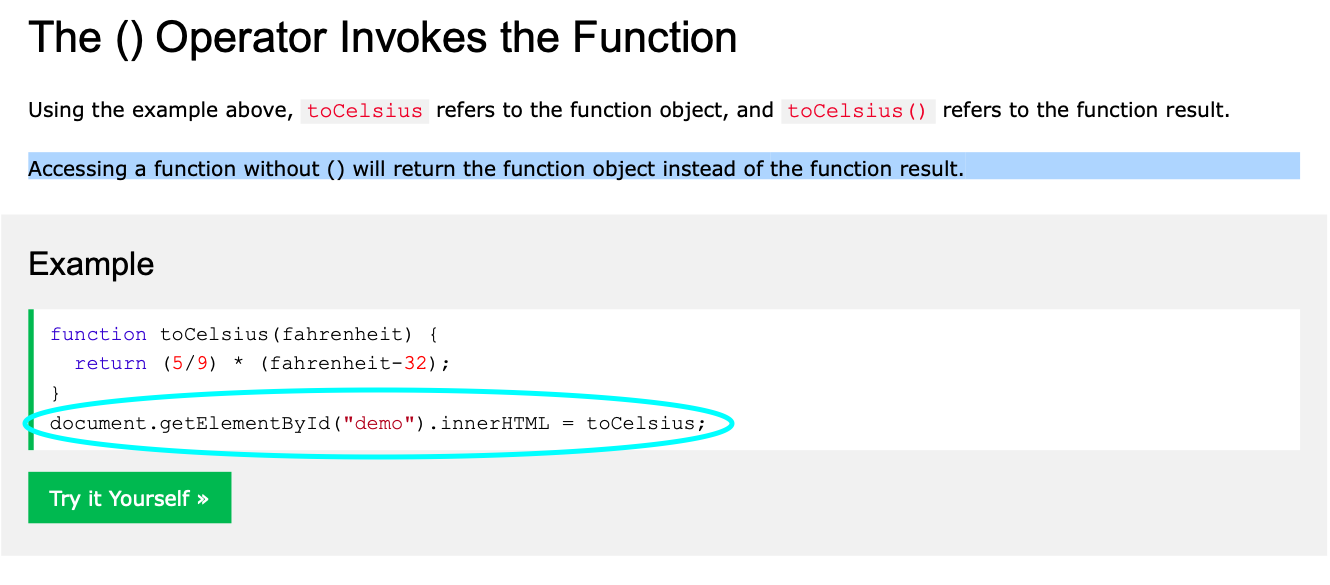 The () Operator Invokes the Function
Using the example above, toCelsius refers to the function object, and toCelsius() refers to the function result.
Accessing a function without () will return the function object instead of the function result.
Example
function toCelsius(fahrenheit) {
  return (5/9) * (fahrenheit-32);
}
document.getElementById("demo").innerHTML = toCelsius;
Try it Yourself »